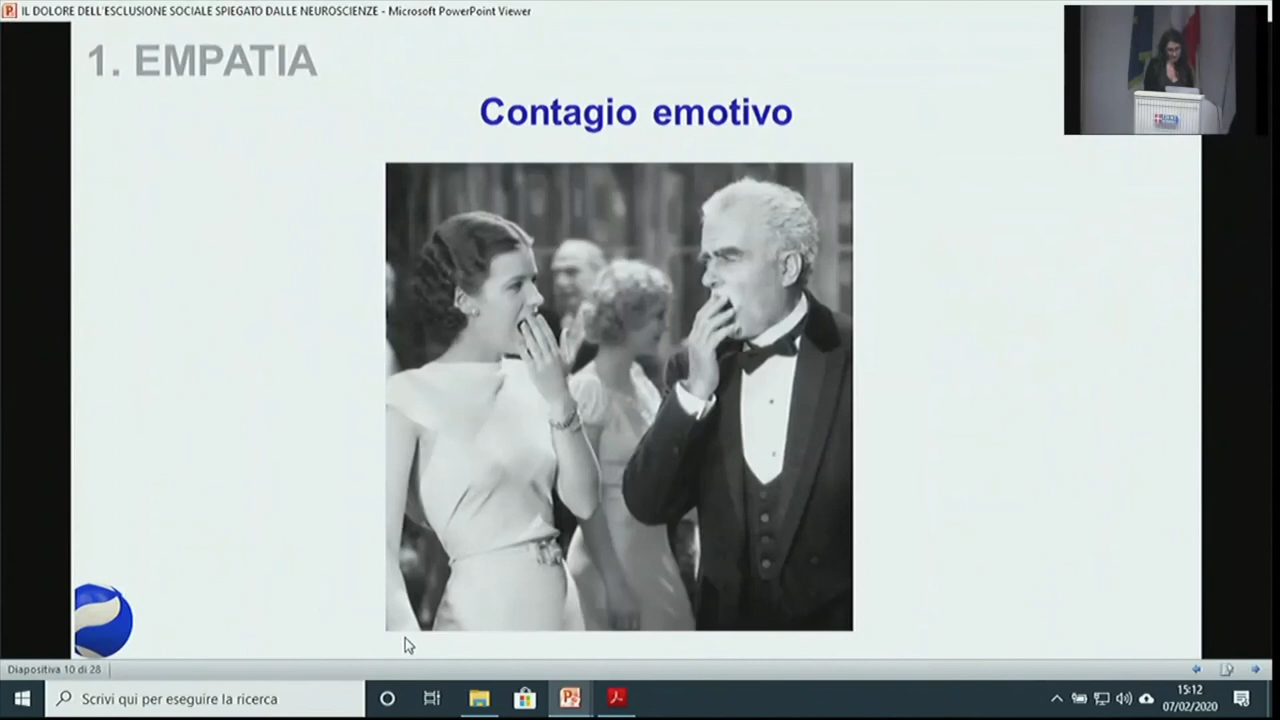 IL DOLORE DELL'ESCLUSIONE SOCIALE SPIEGATO DALLE NEUROSCIENZE - Microsoft PowerPoint Viewer
1. EMPATIA
Contagio emotivo
Diapositiva 10 di 28
Scrivi qui per eseguire la ricerca
15:12
07/02/2020